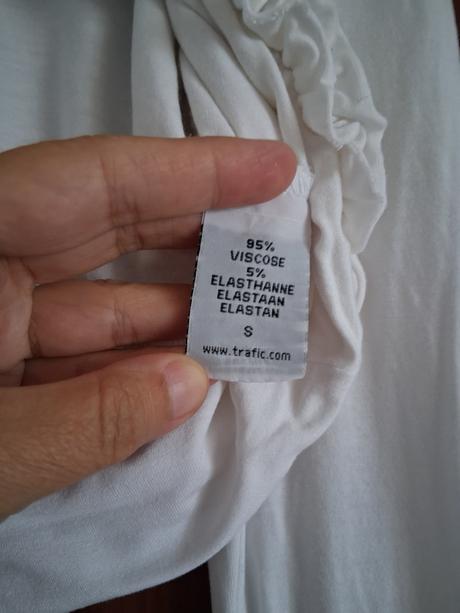 95%
VISCOSE
5%
ELASTHANNE
ELASTAAN
ELASTAN
S
www.trafic.com